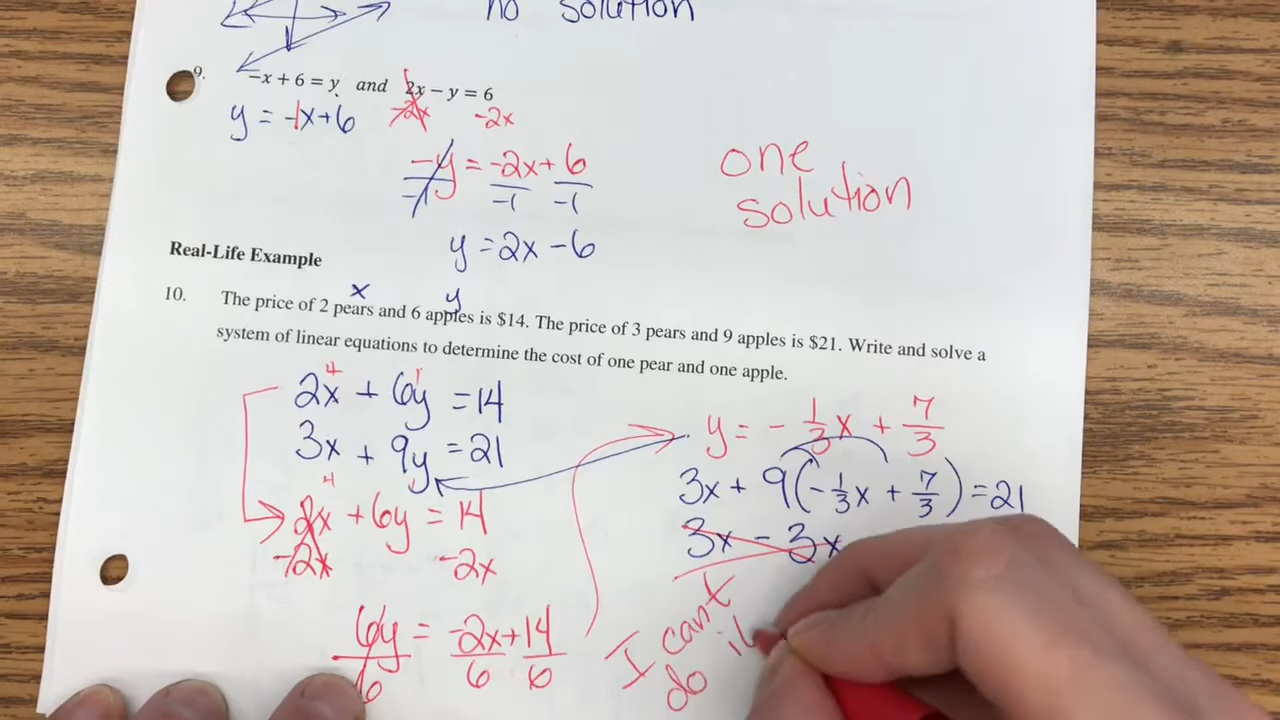 no solution
9. -x + 6 = y and 2x - y = 6
y = -1x+6
-2x -2x
-y = -2x + 6
-1 -1 -1
y = 2x - 6
one
solution
Real-Life Example
x y
10. The price of 2 pears and 6 apples is $14. The price of 3 pears and 9 apples is $21. Write and solve a
system of linear equations to determine the cost of one pear and one apple.
2x + 6y = 14
3x + 9y = 21
2x + 6y = 14
-2x -2x
6y = -2x + 14
6 6 6
y = - 1/3 x + 7/3
3x + 9(- 1/3 x + 7/3) = 21
3x - 3x
I can't
do